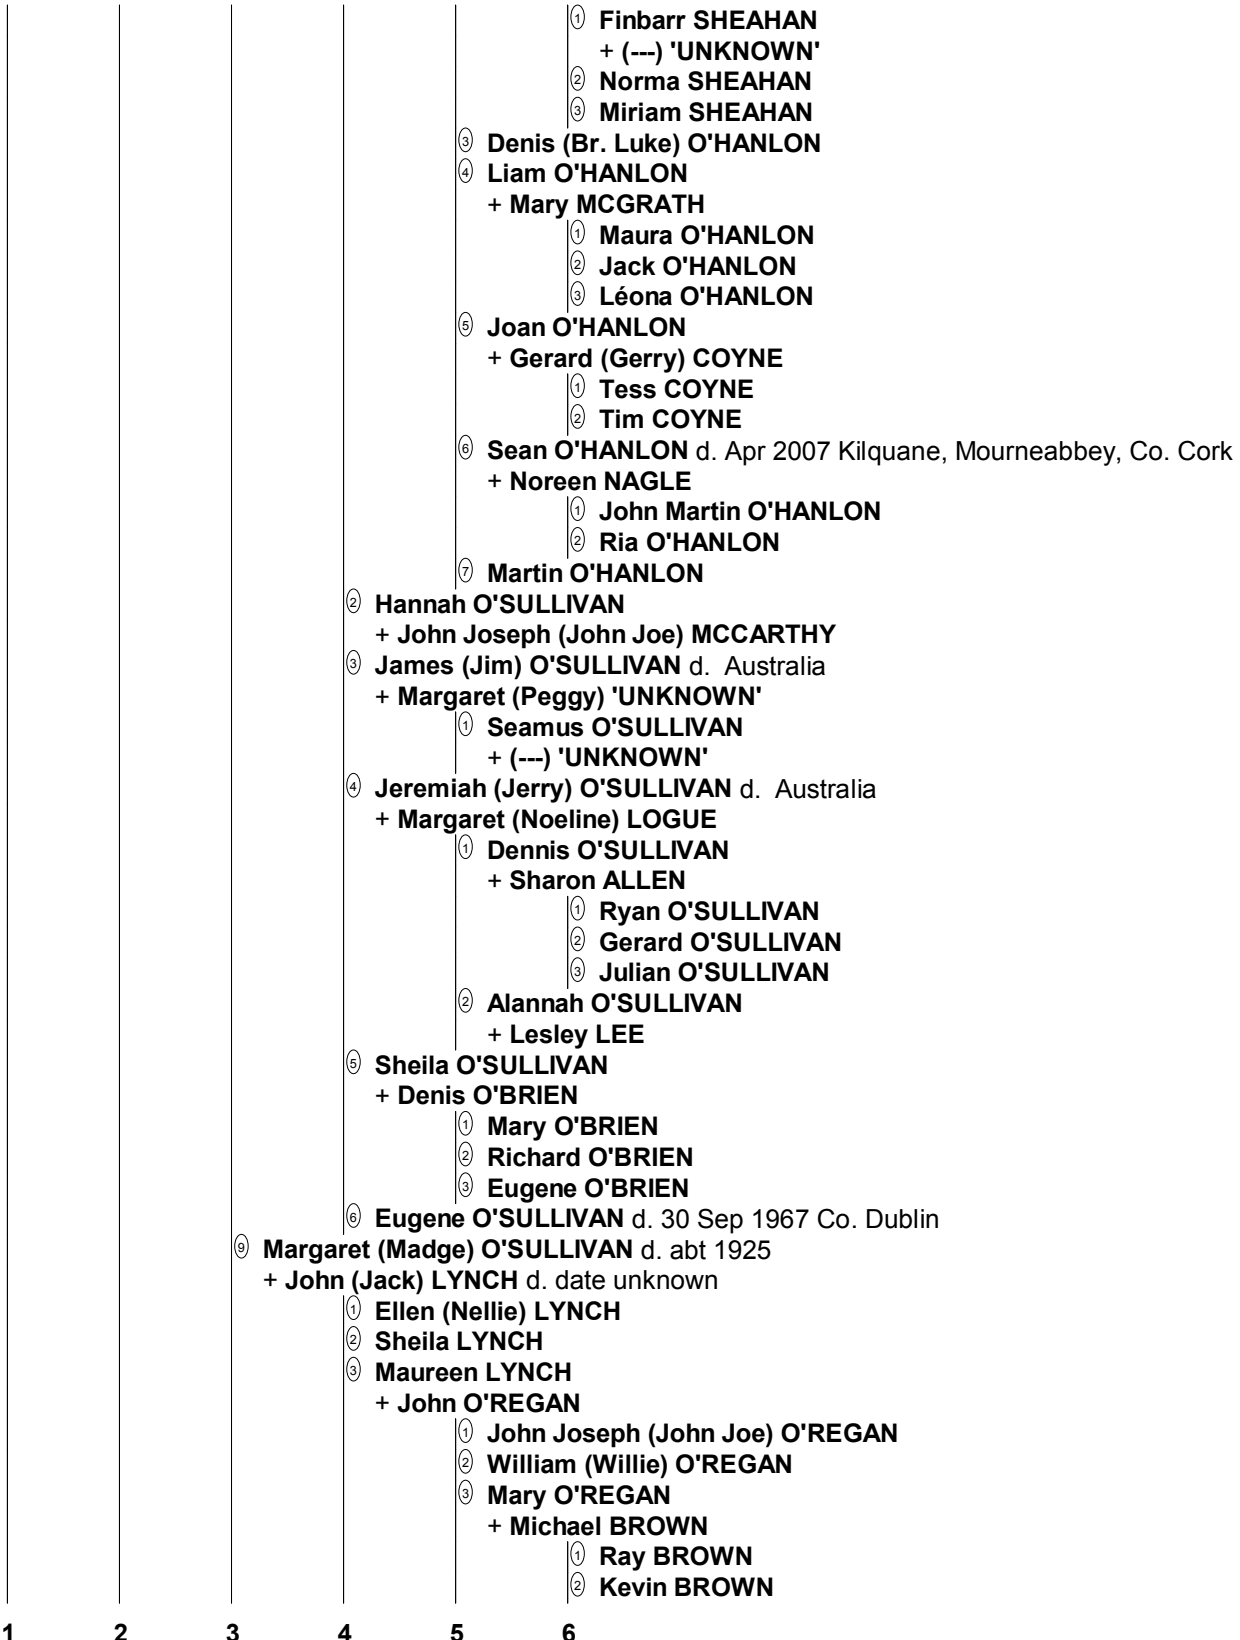 ① Finbarr SHEAHAN
+ (---) 'UNKNOWN'
② Norma SHEAHAN
③ Miriam SHEAHAN
③ Denis (Br. Luke) O'HANLON
④ Liam O'HANLON
+ Mary MCGRATH
① Maura O'HANLON
② Jack O'HANLON
③ Léona O'HANLON
⑤ Joan O'HANLON
+ Gerard (Gerry) COYNE
① Tess COYNE
② Tim COYNE
⑥ Sean O'HANLON d. Apr 2007 Kilquane, Mourneabbey, Co. Cork
+ Noreen NAGLE
① John Martin O'HANLON
② Ria O'HANLON
⑦ Martin O'HANLON
② Hannah O'SULLIVAN
+ John Joseph (John Joe) MCCARTHY
③ James (Jim) O'SULLIVAN d. Australia
+ Margaret (Peggy) 'UNKNOWN'
① Seamus O'SULLIVAN
+ (---) 'UNKNOWN'
④ Jeremiah (Jerry) O'SULLIVAN d. Australia
+ Margaret (Noeline) LOGUE
① Dennis O'SULLIVAN
+ Sharon ALLEN
① Ryan O'SULLIVAN
② Gerard O'SULLIVAN
③ Julian O'SULLIVAN
② Alannah O'SULLIVAN
+ Lesley LEE
⑤ Sheila O'SULLIVAN
+ Denis O'BRIEN
① Mary O'BRIEN
② Richard O'BRIEN
③ Eugene O'BRIEN
⑥ Eugene O'SULLIVAN d. 30 Sep 1967 Co. Dublin
⑨ Margaret (Madge) O'SULLIVAN d. abt 1925
+ John (Jack) LYNCH d. date unknown
① Ellen (Nellie) LYNCH
② Sheila LYNCH
③ Maureen LYNCH
+ John O'REGAN
① John Joseph (John Joe) O'REGAN
② William (Willie) O'REGAN
③ Mary O'REGAN
+ Michael BROWN
① Ray BROWN
② Kevin BROWN
1 2 3 4 5 6